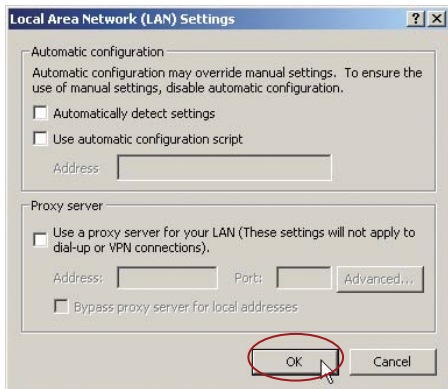 Local Area Network (LAN) Settings
Automatic configuration
Automatic configuration may override manual settings. To ensure the
use of manual settings, disable automatic configuration.
Automatically detect settings
Use automatic configuration script
Address
Proxy server
Use a proxy server for your LAN (These settings will not apply to
dial-up or VPN connections).
Address: Port: Advanced...
Bypass proxy server for local addresses
OK Cancel